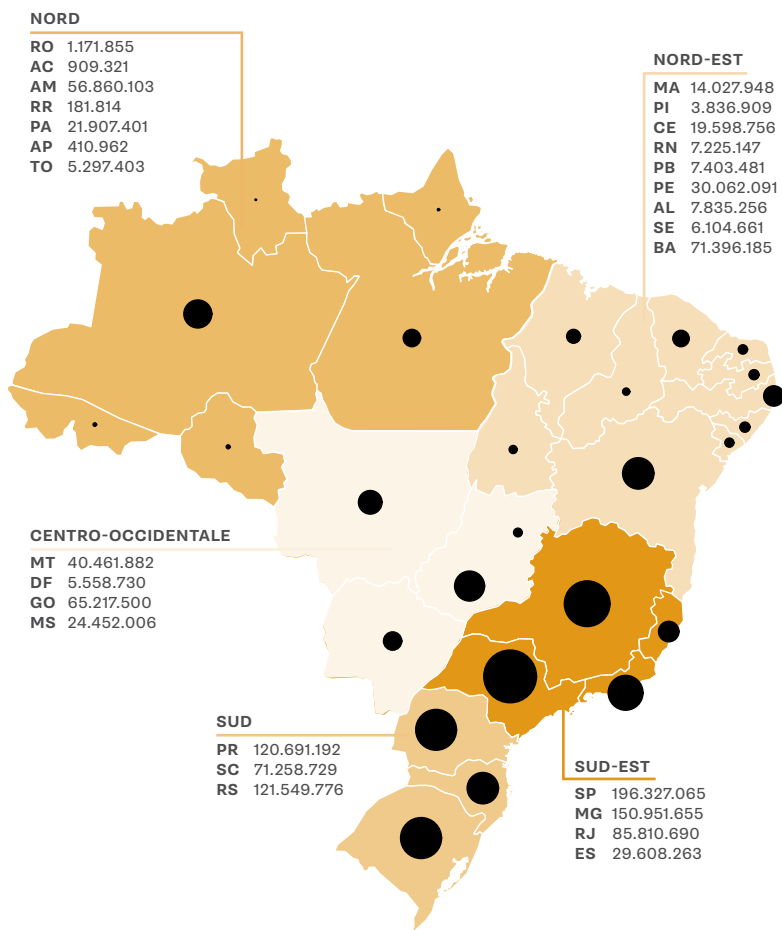 NORD
RO 1.171.855
AC 909.321
AM 56.860.103
RR 181.814
PA 21.907.401
AP 410.962
TO 5.297.403
NORD-EST
MA 14.027.948
PI 3.836.909
CE 19.598.756
RN 7.225.147
PB 7.403.481
PE 30.062.091
AL 7.835.256
SE 6.104.661
BA 71.396.185
CENTRO-OCCIDENTALE
MT 40.461.882
DF 5.558.730
GO 65.217.500
MS 24.452.006
SUD
PR 120.691.192
SC 71.258.729
RS 121.549.776
SUD-EST
SP 196.327.065
MG 150.951.655
RJ 85.810.690
ES 29.608.263